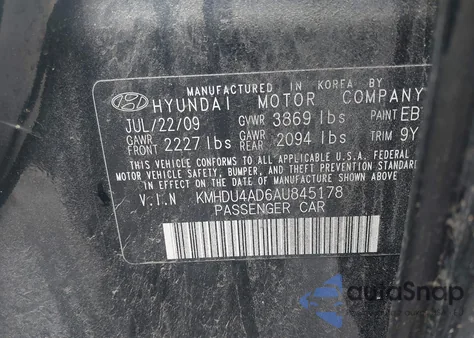 MANUFACTURED IN KOREA BY
HYUNDAI MOTOR COMPANY
JUL/22/09 GVWR 3869 lbs PAINT EB
GAWR FRONT 2227 lbs GAWR REAR 2094 lbs TRIM 9Y
THIS VEHICLE CONFORMS TO ALL APPLICABLE U.S.A. FEDERAL
MOTOR VEHICLE SAFETY, BUMPER, AND THEFT PREVENTION STANDARD
IN EFFECT ON THE DATE OF MANUFACTURE SHOWN ABOVE.
V.I.N KMHDU4AD6AU845178
PASSENGER CAR
autoSnap